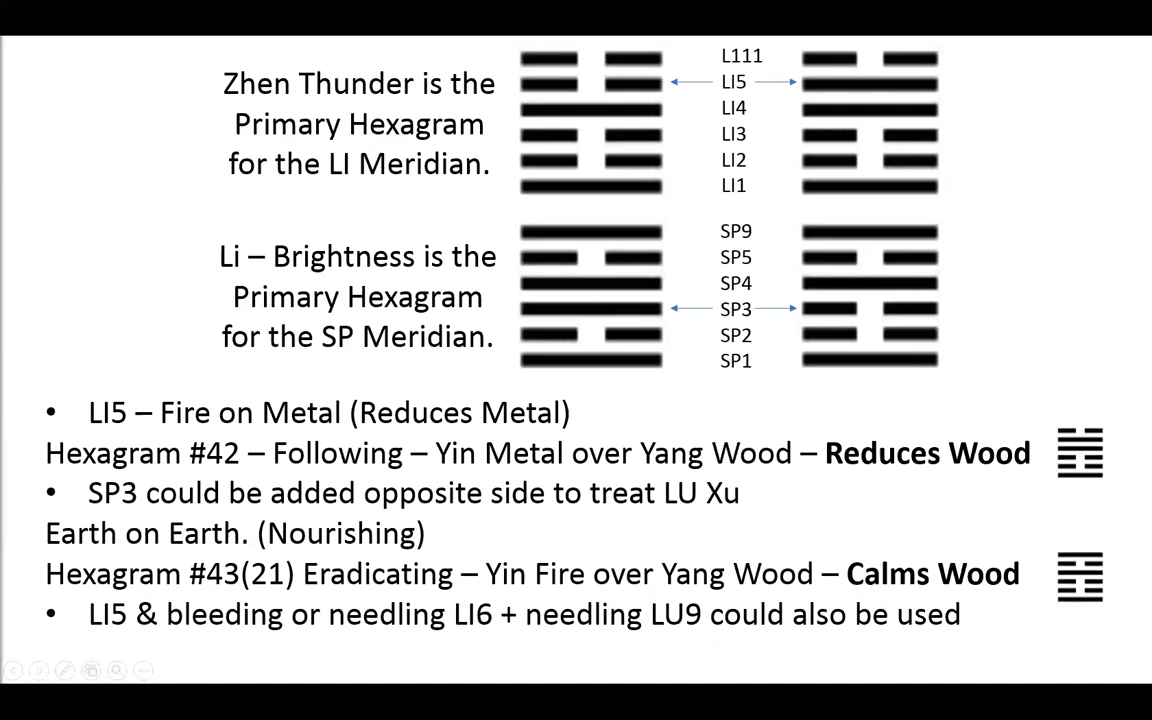 Zhen Thunder is the
Primary Hexagram
for the LI Meridian.
L111
LI5
LI4
LI3
LI2
LI1
Li – Brightness is the
Primary Hexagram
for the SP Meridian.
SP9
SP5
SP4
SP3
SP2
SP1
• LI5 – Fire on Metal (Reduces Metal)
Hexagram #42 – Following – Yin Metal over Yang Wood – Reduces Wood
• SP3 could be added opposite side to treat LU Xu
Earth on Earth. (Nourishing)
Hexagram #43(21) Eradicating – Yin Fire over Yang Wood – Calms Wood
• LI5 & bleeding or needling LI6 + needling LU9 could also be used